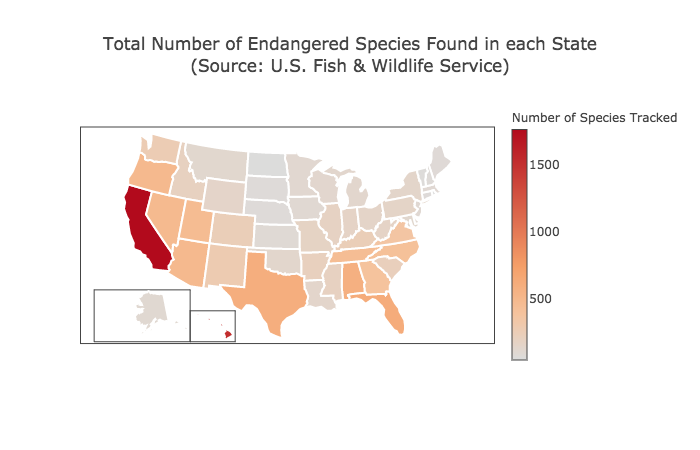 Total Number of Endangered Species Found in each State
(Source: U.S. Fish & Wildlife Service)
Number of Species Tracked
1500
1000
500